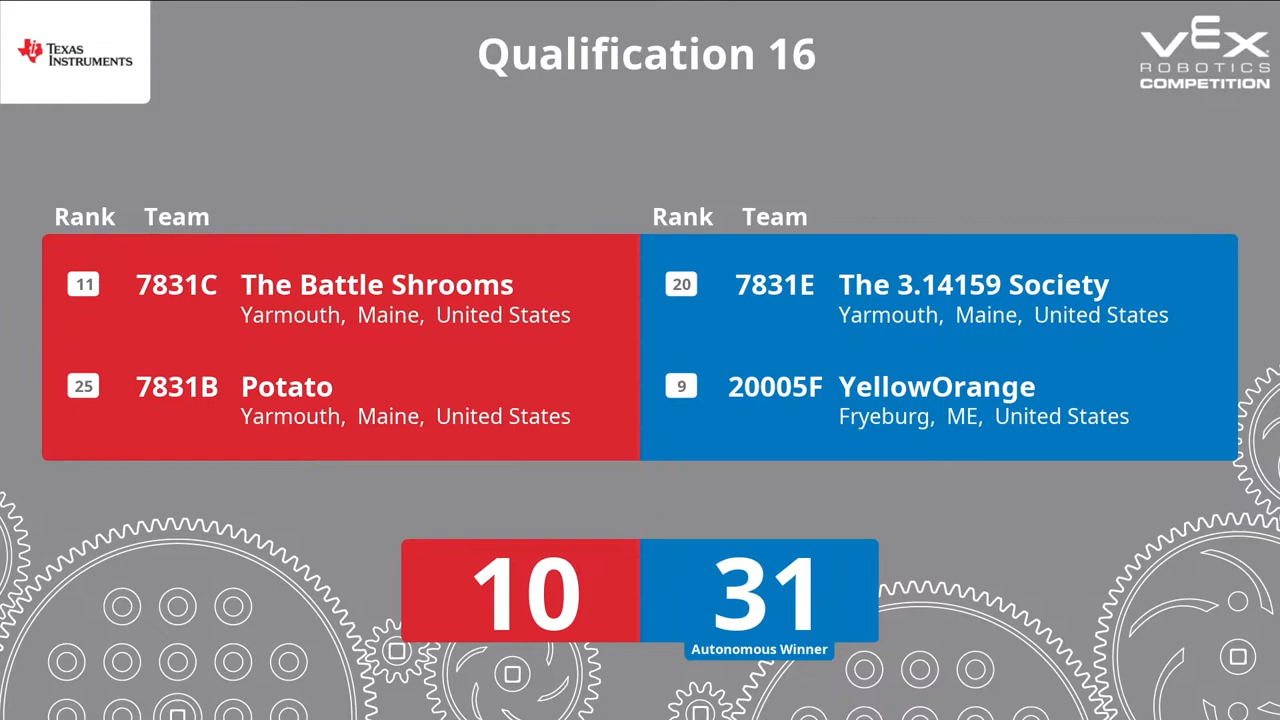 TEXAS
INSTRUMENTS
Qualification 16
VEX
ROBOTICS
COMPETITION
Rank Team
11 7831C The Battle Shrooms
Yarmouth, Maine, United States
25 7831B Potato
Yarmouth, Maine, United States
Rank Team
20 7831E The 3.14159 Society
Yarmouth, Maine, United States
9 20005F YellowOrange
Fryeburg, ME, United States
10
31
Autonomous Winner